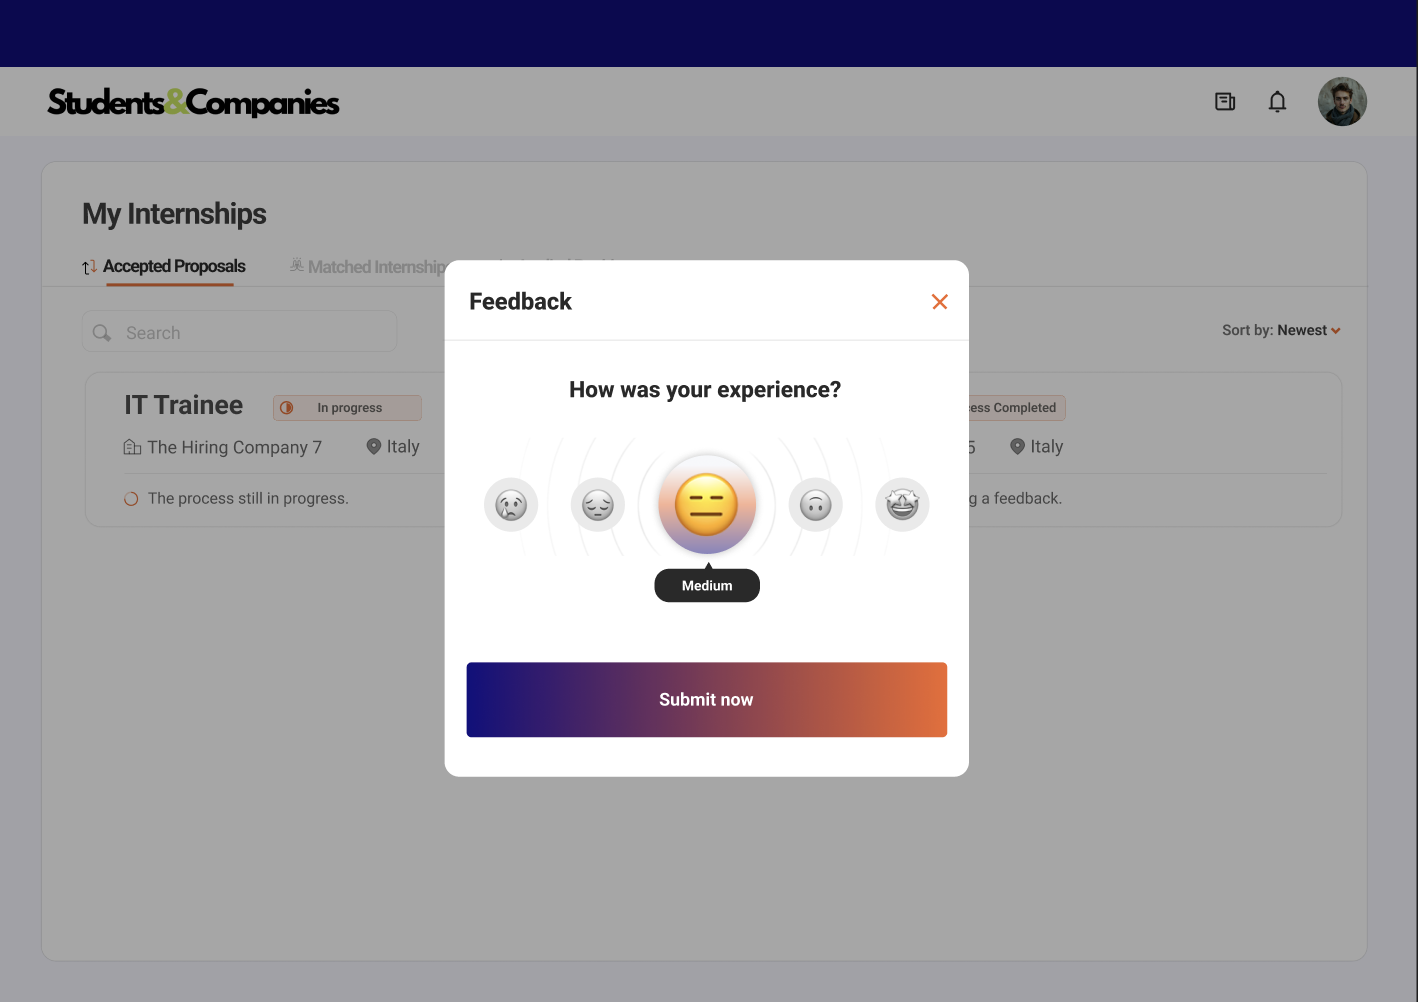 Students&Companies
My Internships
Accepted Proposals
Matched Internship
Feedback
Search
Sort by: Newest
How was your experience?
IT Trainee
In progress
Completed
The Hiring Company 7
Italy
5
Italy
The process still in progress.
a feedback.
Medium
Submit now